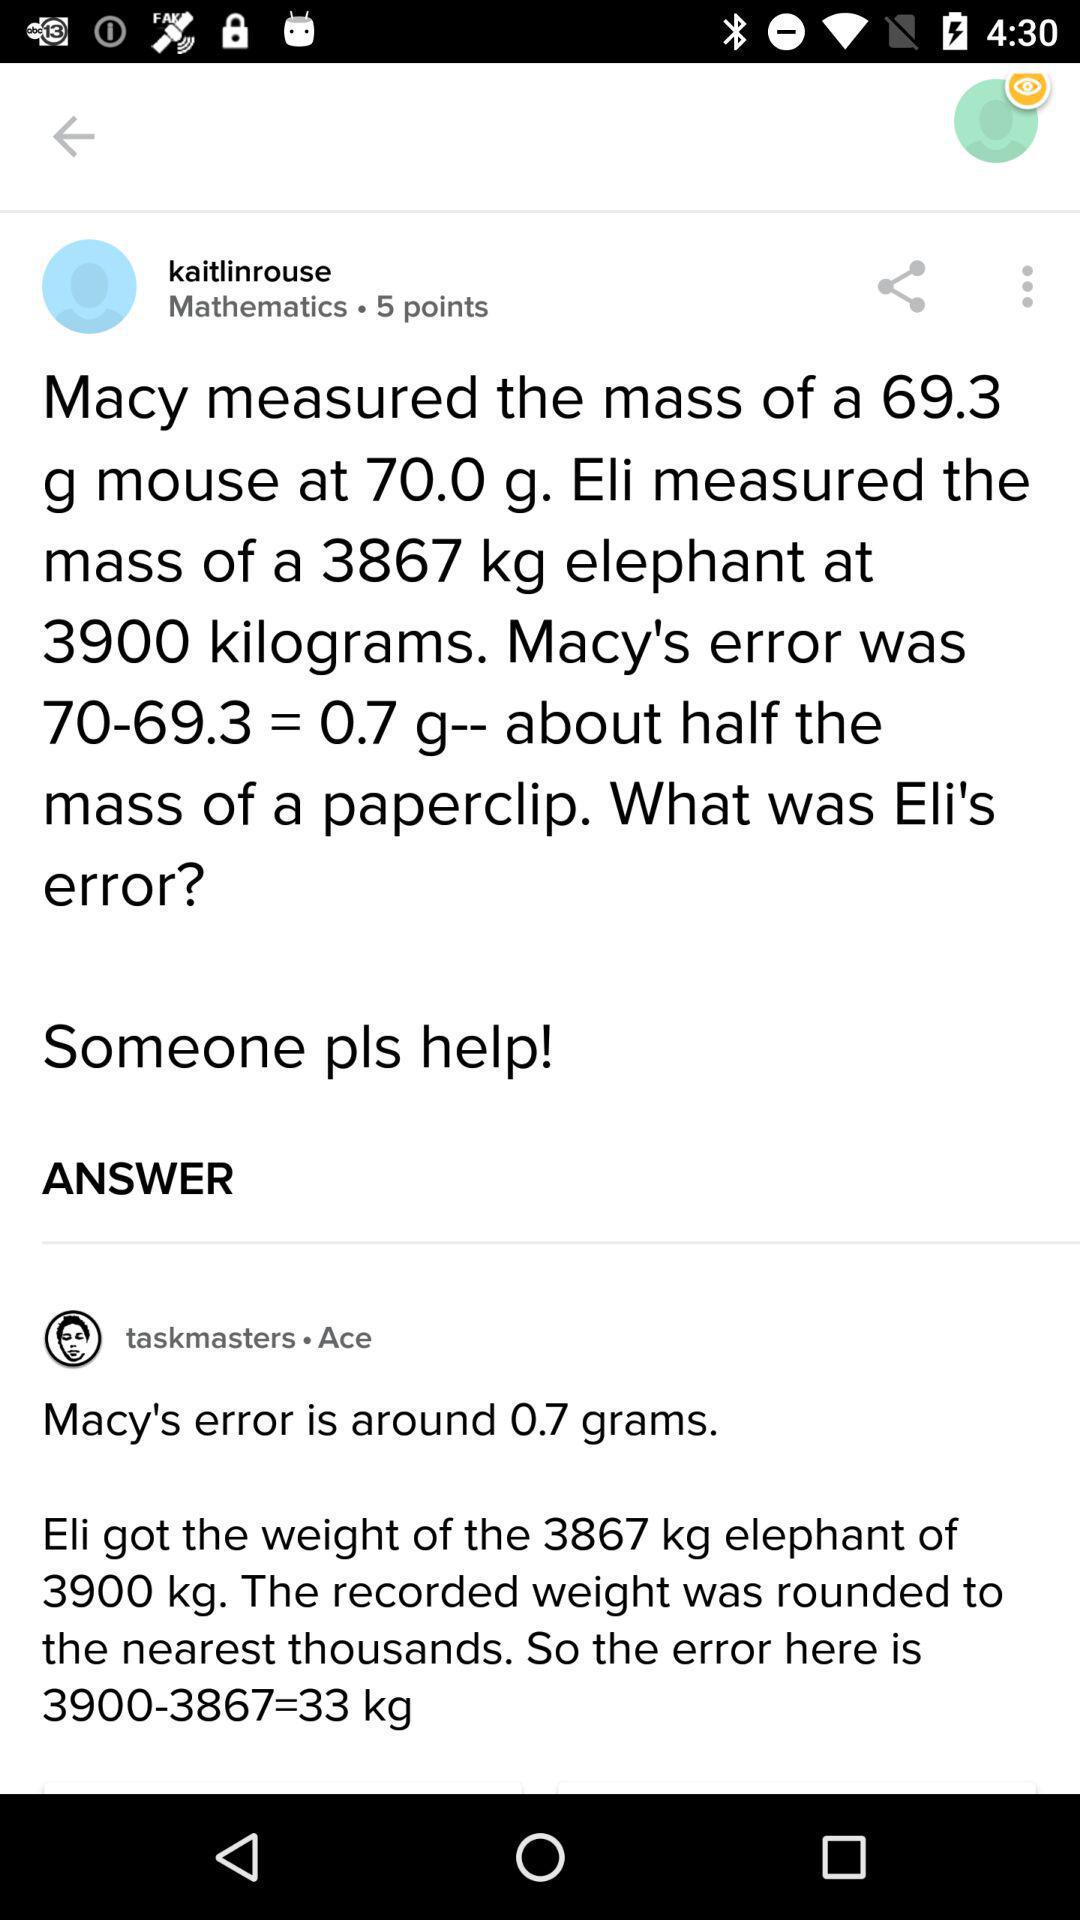 abc13 FAKE 4:30
kaitlinrouse
Mathematics • 5 points
Macy measured the mass of a 69.3
g mouse at 70.0 g. Eli measured the
mass of a 3867 kg elephant at
3900 kilograms. Macy's error was
70-69.3 = 0.7 g-- about half the
mass of a paperclip. What was Eli's
error?
Someone pls help!
ANSWER
taskmasters • Ace
Macy's error is around 0.7 grams.
Eli got the weight of the 3867 kg elephant of
3900 kg. The recorded weight was rounded to
the nearest thousands. So the error here is
3900-3867=33 kg